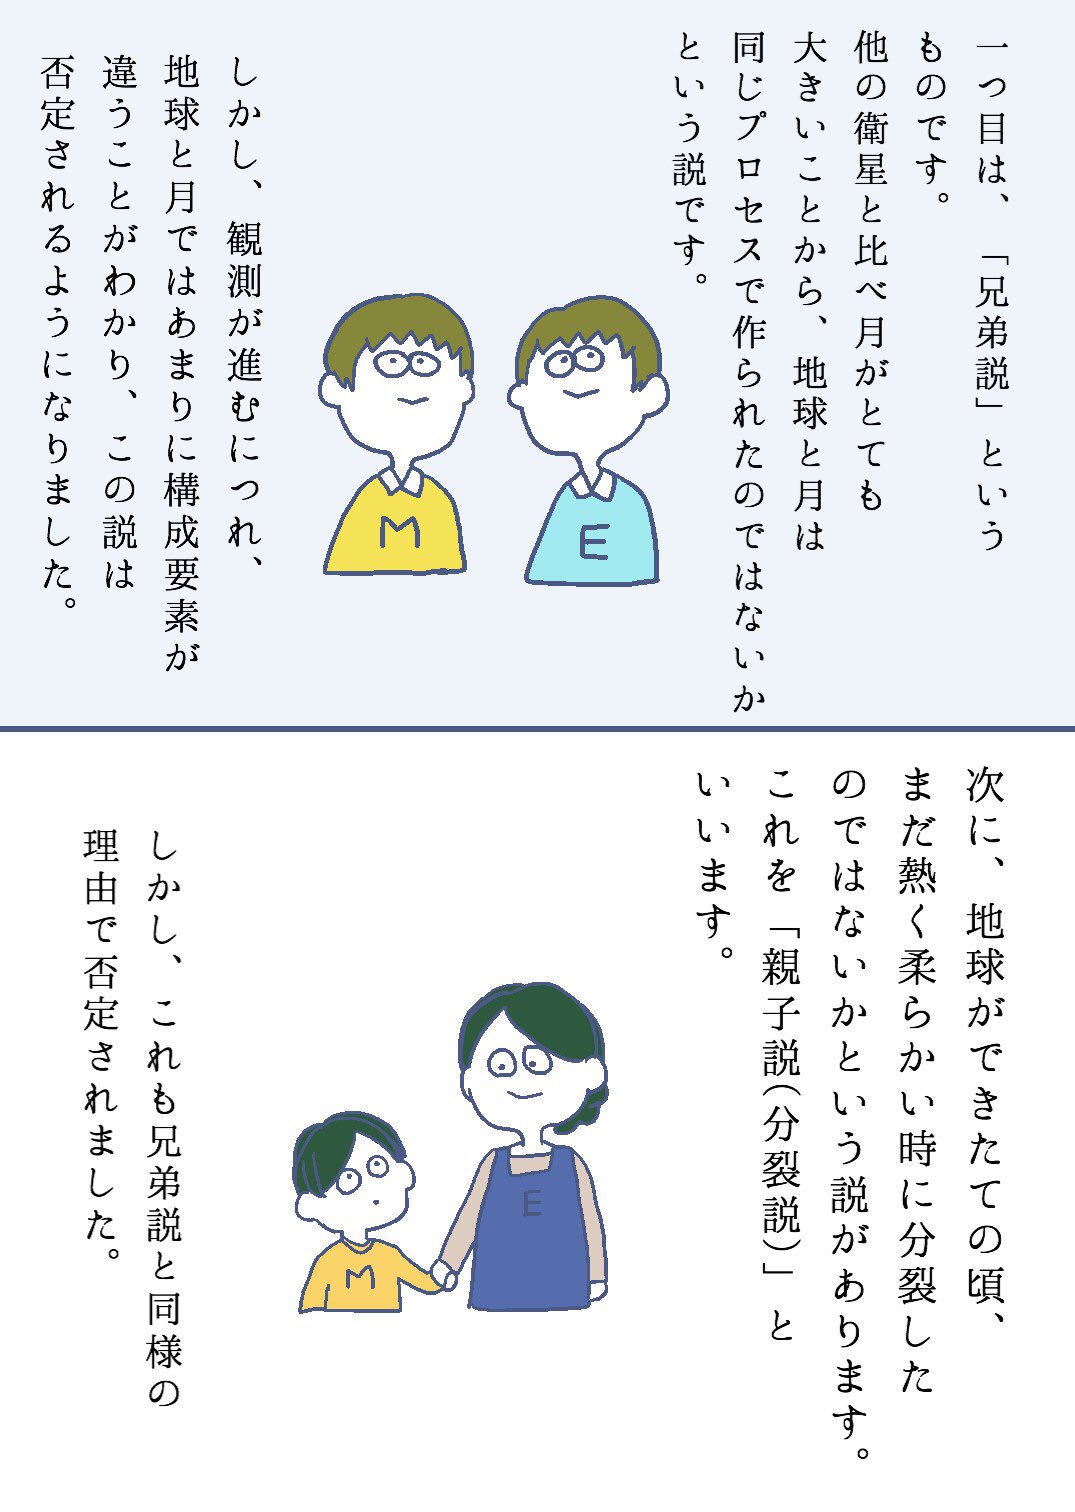 一つ目は、「兄弟説」という
ものです。
他の衛星と比べ月がとても
大きいことから、地球と月は
同じプロセスで作られたのではないか
という説です。
M
E
しかし、観測が進むにつれ、
地球と月ではあまりに構成要素が
違うことがわかり、この説は
否定されるようになりました。
次に、地球ができたての頃、
まだ熱く柔らかい時に分裂した
のではないかという説があります。
これを「親子説(分裂説)」と
いいます。
E
M
しかし、これも兄弟説と同様の
理由で否定されました。